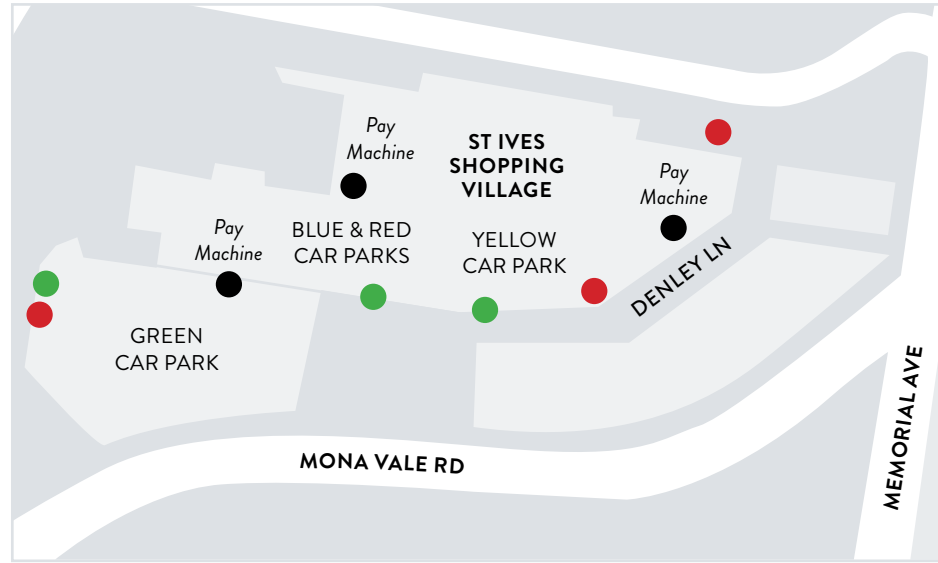 Pay
Machine
ST IVES
SHOPPING
VILLAGE
Pay
Machine
Pay
Machine
BLUE & RED
CAR PARKS
YELLOW
CAR PARK
DENLEY LN
GREEN
CAR PARK
MONA VALE RD
MEMORIAL AVE